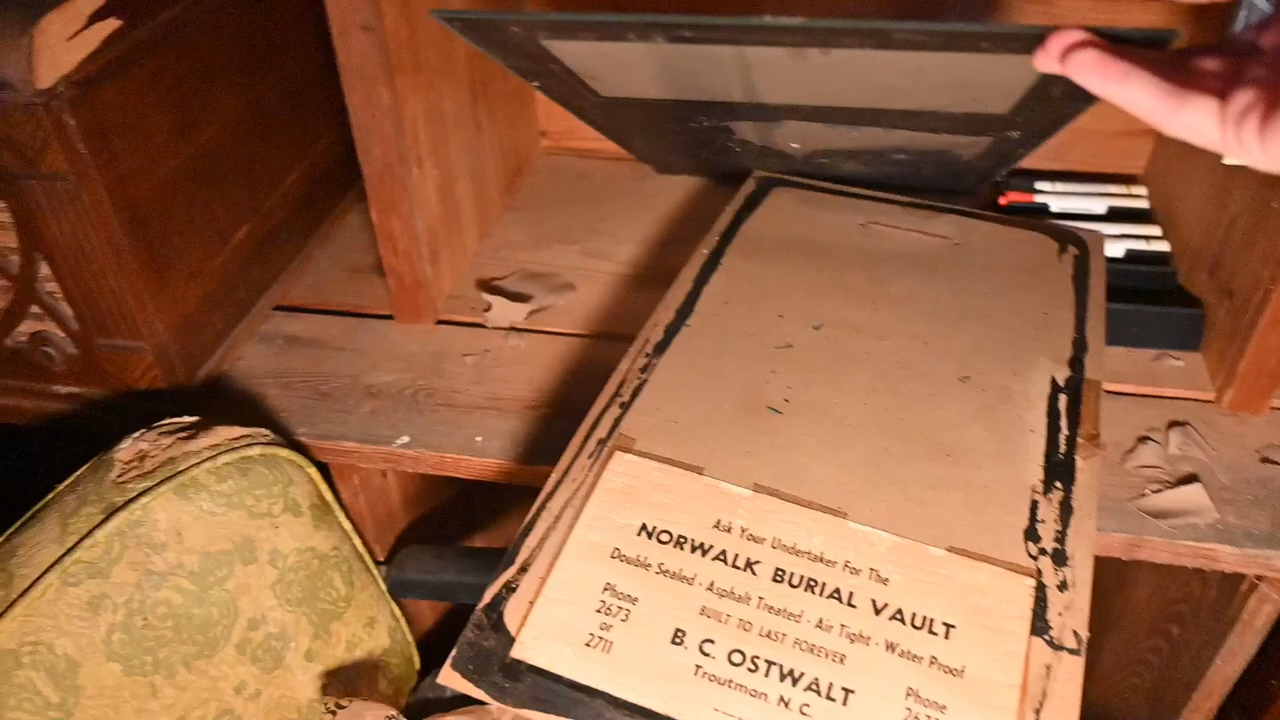 Ask Your Undertaker For The
NORWALK BURIAL VAULT
Double Sealed · Asphalt Treated · Air Tight · Water Proof
BUILT TO LAST FOREVER
Phone
2673
or
2711
B. C. OSTWALT
Troutman, N. C.
Phone